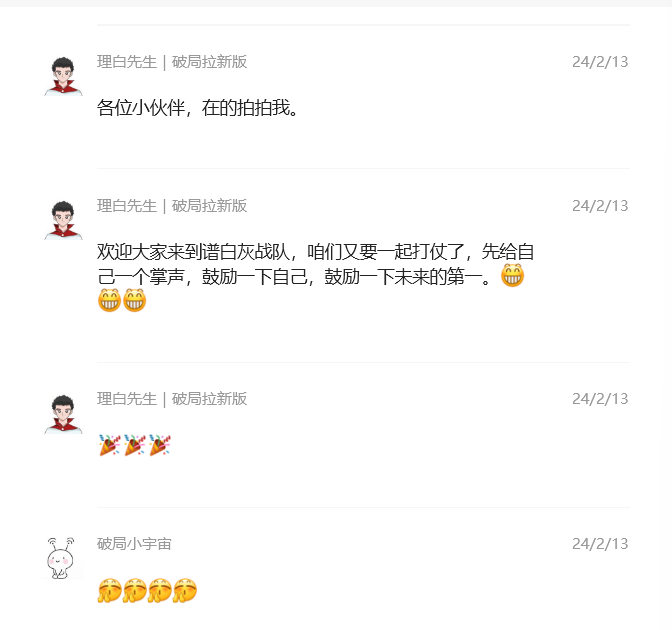 理白先生 | 破局拉新版 24/2/13
各位小伙伴，在的拍拍我。
理白先生 | 破局拉新版 24/2/13
欢迎大家来到谱白灰战队，咱们又要一起打仗了，先给自
己一个掌声，鼓励一下自己，鼓励一下未来的第一。😁
😁😁
理白先生 | 破局拉新版 24/2/13
🎉🎉🎉
破局小宇宙 24/2/13